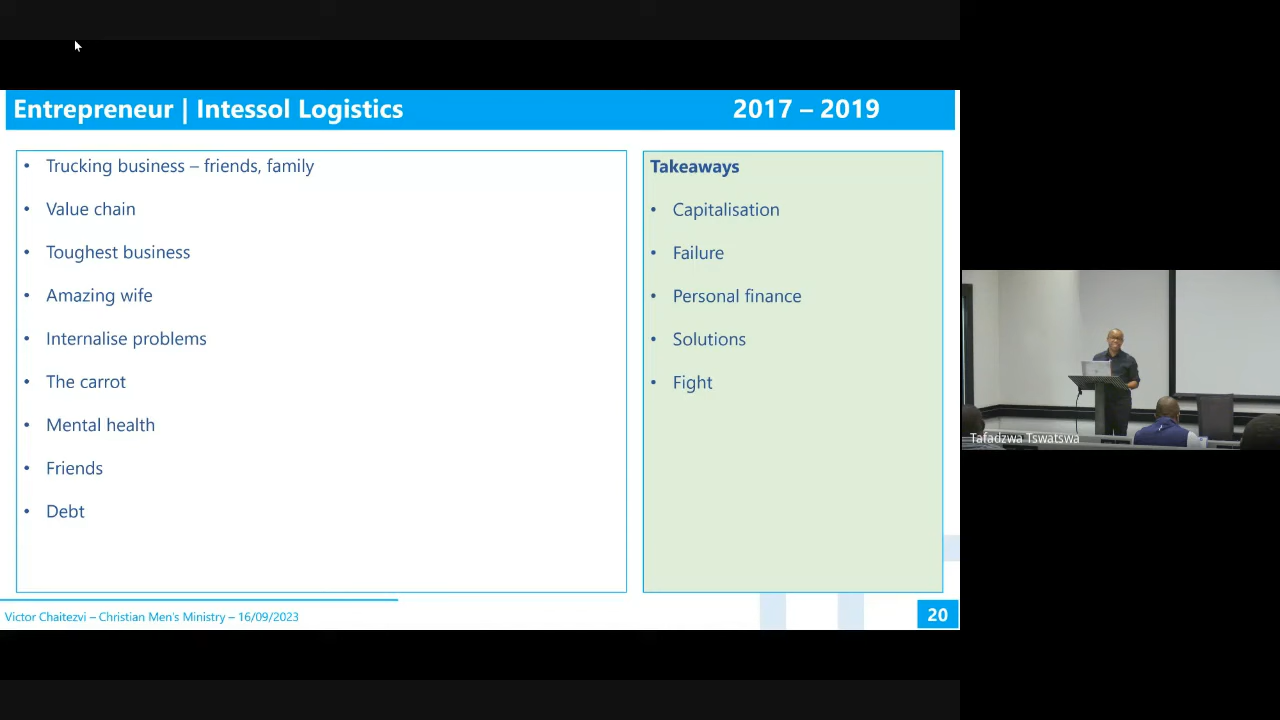 Entrepreneur | Intessol Logistics 2017 – 2019
• Trucking business – friends, family
• Value chain
• Toughest business
• Amazing wife
• Internalise problems
• The carrot
• Mental health
• Friends
• Debt
Takeaways
• Capitalisation
• Failure
• Personal finance
• Solutions
• Fight
Victor Chaitezvi – Christian Men's Ministry – 16/09/2023
20
Tafadzwa Tswatswa